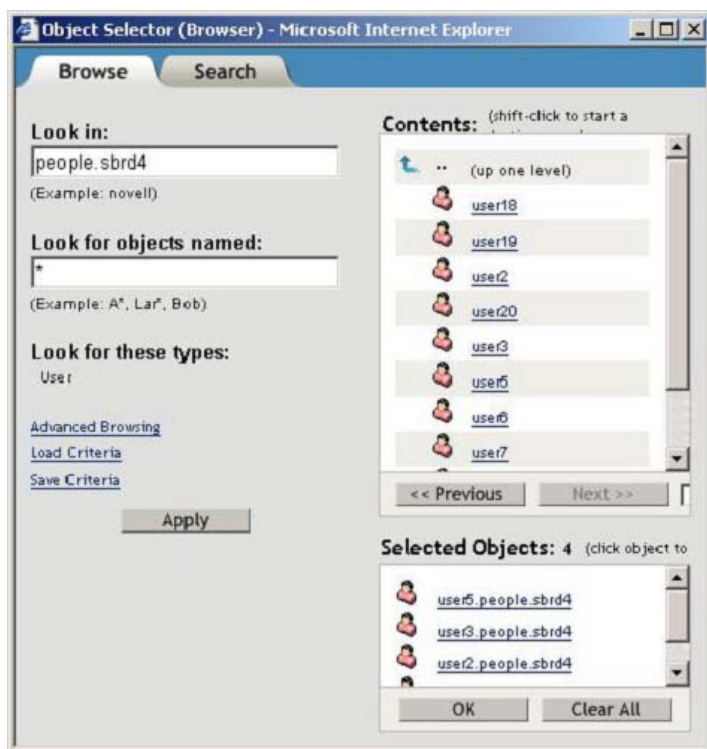 Object Selector (Browser) - Microsoft Internet Explorer
Browse
Search
Look in:
people.sbrd4
(Example: novell)
Look for objects named:
*
(Example: A*, Lar*, Bob)
Look for these types:
User
Advanced Browsing
Load Criteria
Save Criteria
Apply
Contents: (shift-click to start a
.. (up one level)
user18
user19
user2
user20
user3
user5
user6
user7
<< Previous
Next >>
Selected Objects: 4 (click object to
user5.people.sbrd4
user3.people.sbrd4
user2.people.sbrd4
OK
Clear All